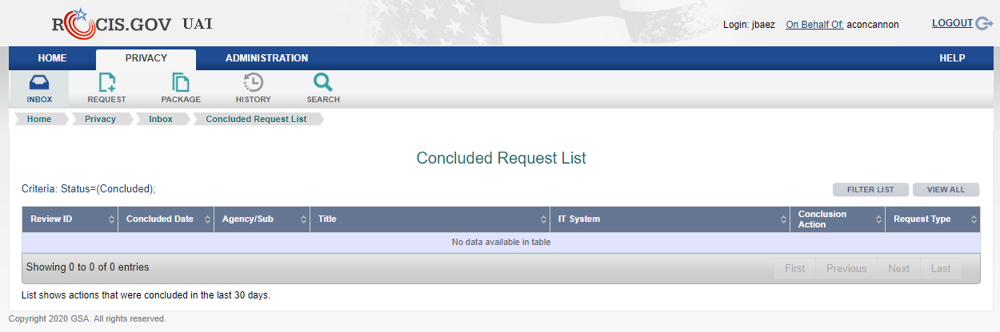 ROCIS.GOV UAI
Login: jbaez On Behalf Of: aconcannon LOGOUT
HOME PRIVACY ADMINISTRATION HELP
INBOX REQUEST PACKAGE HISTORY SEARCH
Home Privacy Inbox Concluded Request List
Concluded Request List
Criteria: Status=(Concluded); FILTER LIST VIEW ALL
Review ID Concluded Date Agency/Sub Title IT System Conclusion Action Request Type
No data available in table
Showing 0 to 0 of 0 entries First Previous Next Last
List shows actions that were concluded in the last 30 days.
Copyright 2020 GSA. All rights reserved.